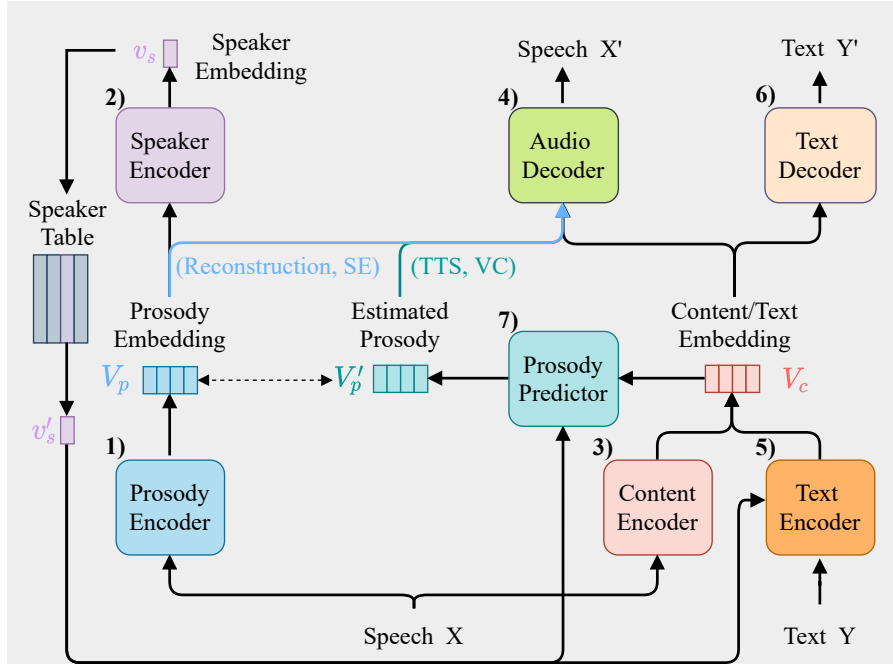 v_s
Speaker
Embedding
Speech X'
Text Y'
2)
4)
6)
Speaker
Encoder
Audio
Decoder
Text
Decoder
Speaker
Table
(Reconstruction, SE)
(TTS, VC)
Prosody
Embedding
Estimated
Prosody
Content/Text
Embedding
7)
Prosody
Predictor
V_p
V_p'
V_c
v_s'
1)
3)
5)
Prosody
Encoder
Content
Encoder
Text
Encoder
Speech X
Text Y